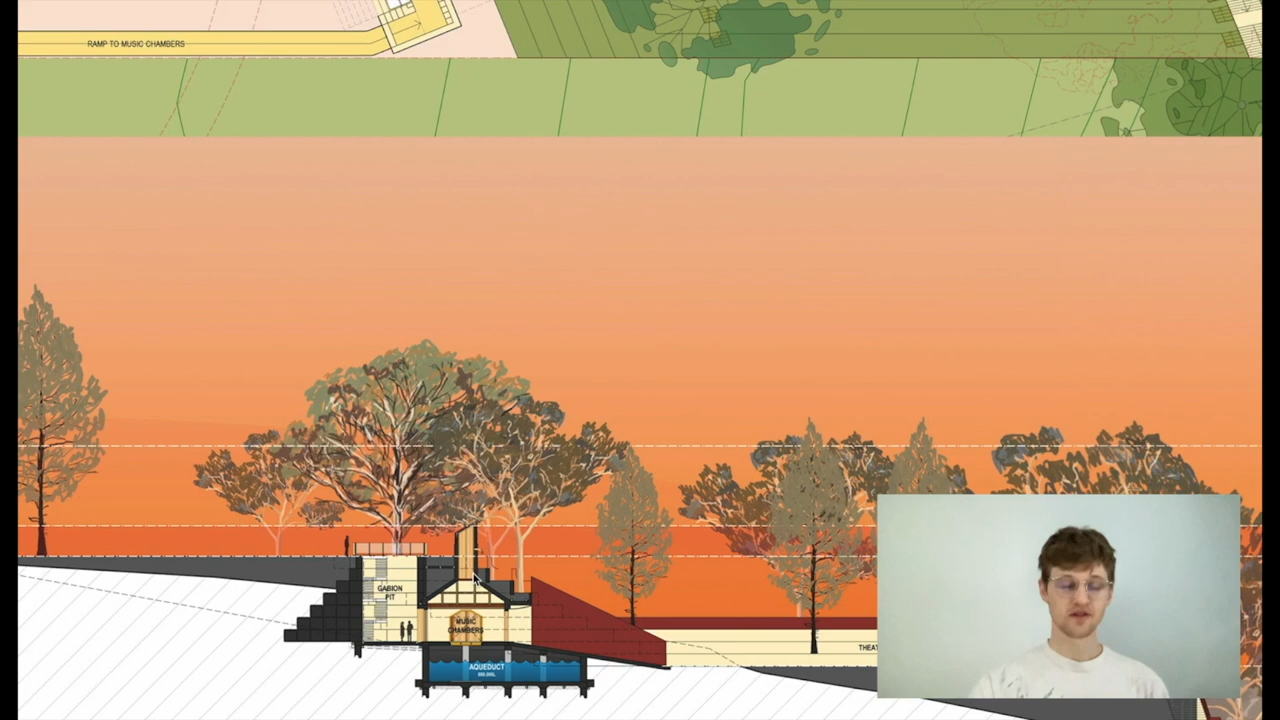 RAMP TO MUSIC CHAMBERS
GABION
PIT
MUSIC
CHAMBERS
THEAT
AQUEDUCT